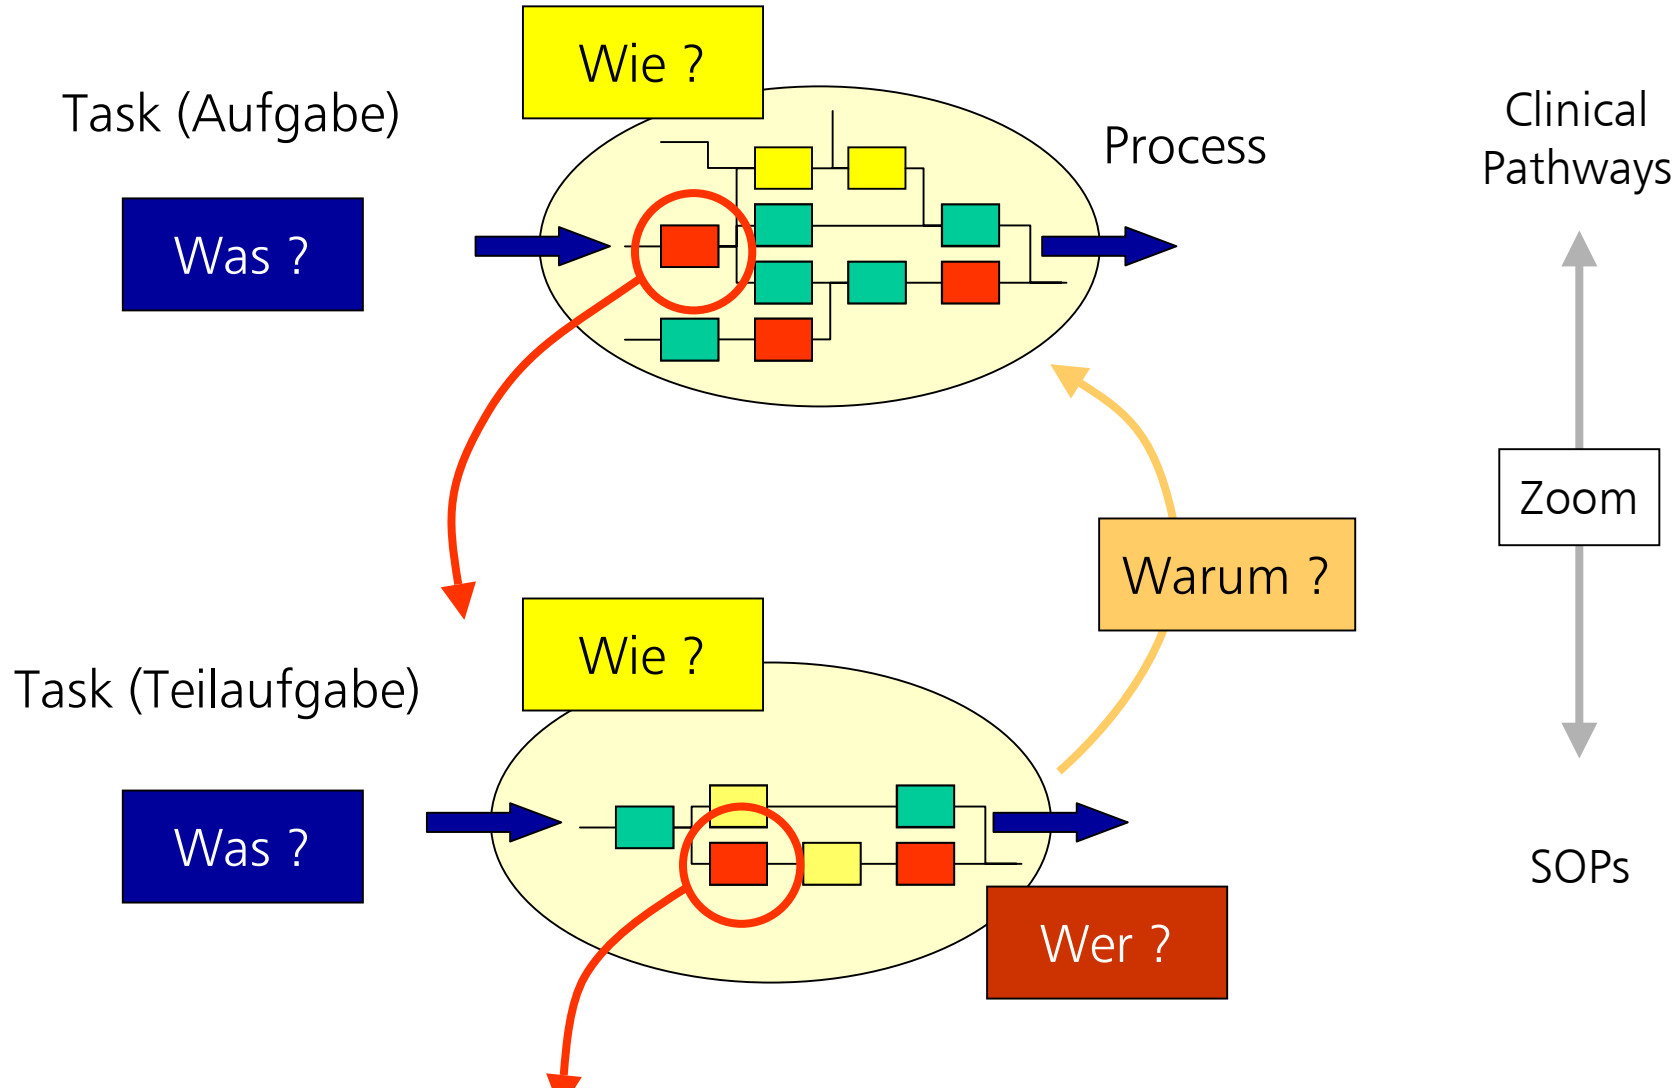 Wie ?
Task (Aufgabe)
Process
Clinical
Pathways
Was ?
Zoom
Warum ?
Wie ?
Task (Teilaufgabe)
Was ?
SOPs
Wer ?